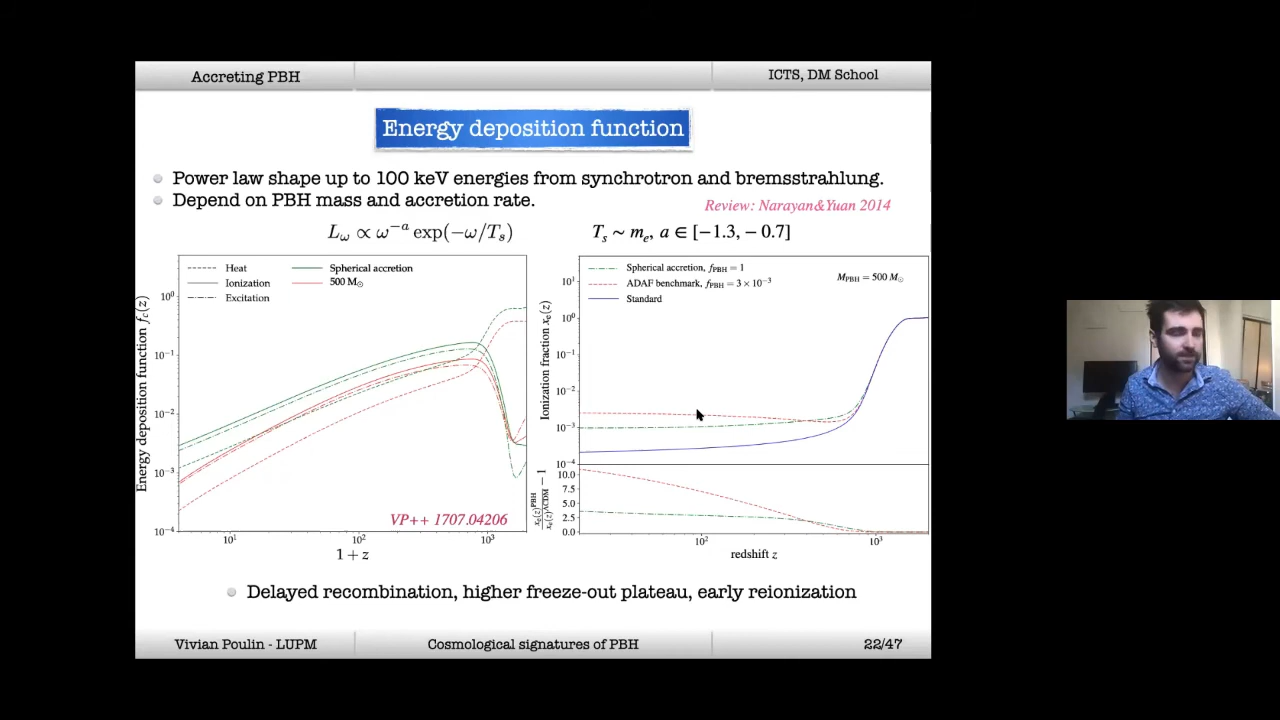 Accreting PBH
ICTS, DM School
Energy deposition function
Power law shape up to 100 keV energies from synchrotron and bremsstrahlung.
Depend on PBH mass and accretion rate.
Review: Narayan&Yuan 2014
L_ω ∝ ω^{−a} exp(−ω/T_s)
T_s ∼ m_e, a ∈ [−1.3, − 0.7]
Heat
Ionization
Excitation
Spherical accretion
500 M⊙
Energy deposition function f_c(z)
10^0
10^{-1}
10^{-2}
10^{-3}
10^{-4}
VP++ 1707.04206
10^1
10^2
10^3
1 + z
Spherical accretion, f_PBH = 1
ADAF benchmark, f_PBH = 3 × 10^{-3}
Standard
M_PBH = 500 M⊙
Ionization fraction x_e(z)
10^1
10^0
10^{-1}
10^{-2}
10^{-3}
10^{-4}
x_e(z)^PBH / x_e(z)^ΛCDM − 1
10.0
7.5
5.0
2.5
0.0
10^2
10^3
redshift z
Delayed recombination, higher freeze-out plateau, early reionization
Vivian Poulin - LUPM
Cosmological signatures of PBH
22/47